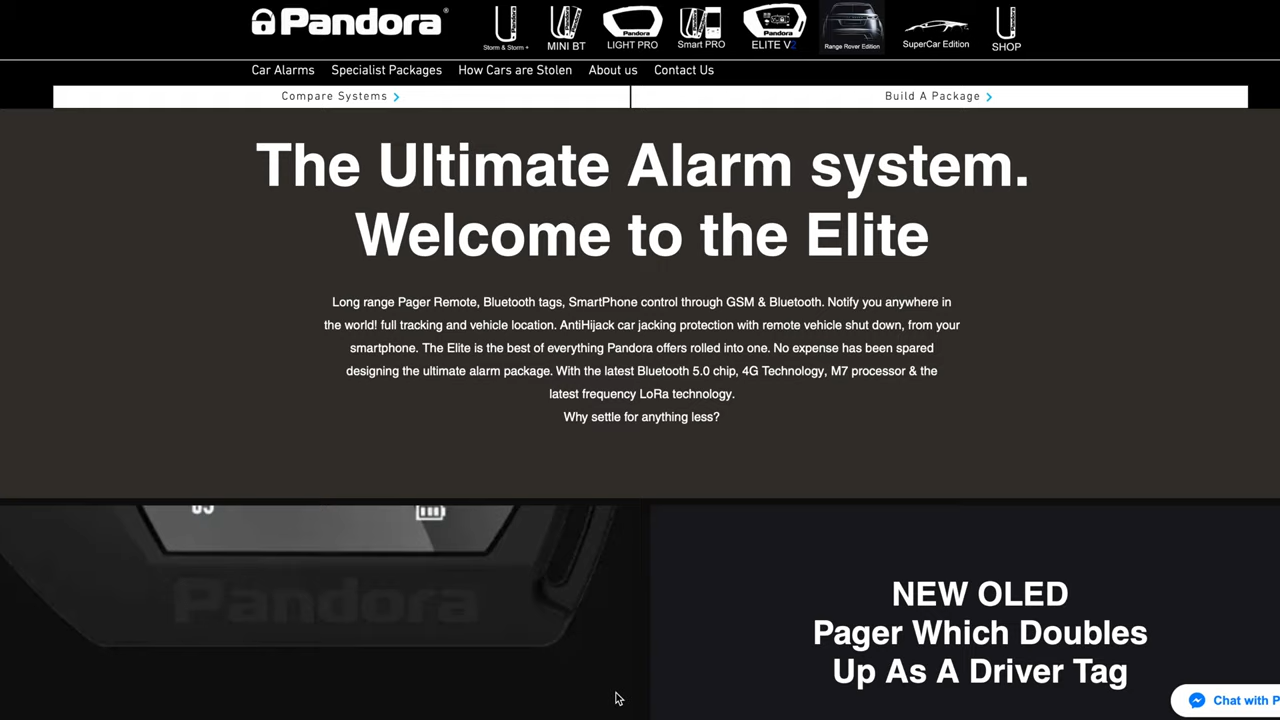 Pandora®
Storm & Storm +
MINI BT
Pandora
LIGHT PRO
Smart PRO
Pandora
ELITE V2
Range Rover Edition
SuperCar Edition
SHOP
Car Alarms Specialist Packages How Cars are Stolen About us Contact Us
Compare Systems > Build A Package >
The Ultimate Alarm system.
Welcome to the Elite
Long range Pager Remote, Bluetooth tags, SmartPhone control through GSM & Bluetooth. Notify you anywhere in
the world! full tracking and vehicle location. AntiHijack car jacking protection with remote vehicle shut down, from your
smartphone. The Elite is the best of everything Pandora offers rolled into one. No expense has been spared
designing the ultimate alarm package. With the latest Bluetooth 5.0 chip, 4G Technology, M7 processor & the
latest frequency LoRa technology.
Why settle for anything less?
Pandora
NEW OLED
Pager Which Doubles
Up As A Driver Tag
Chat with P